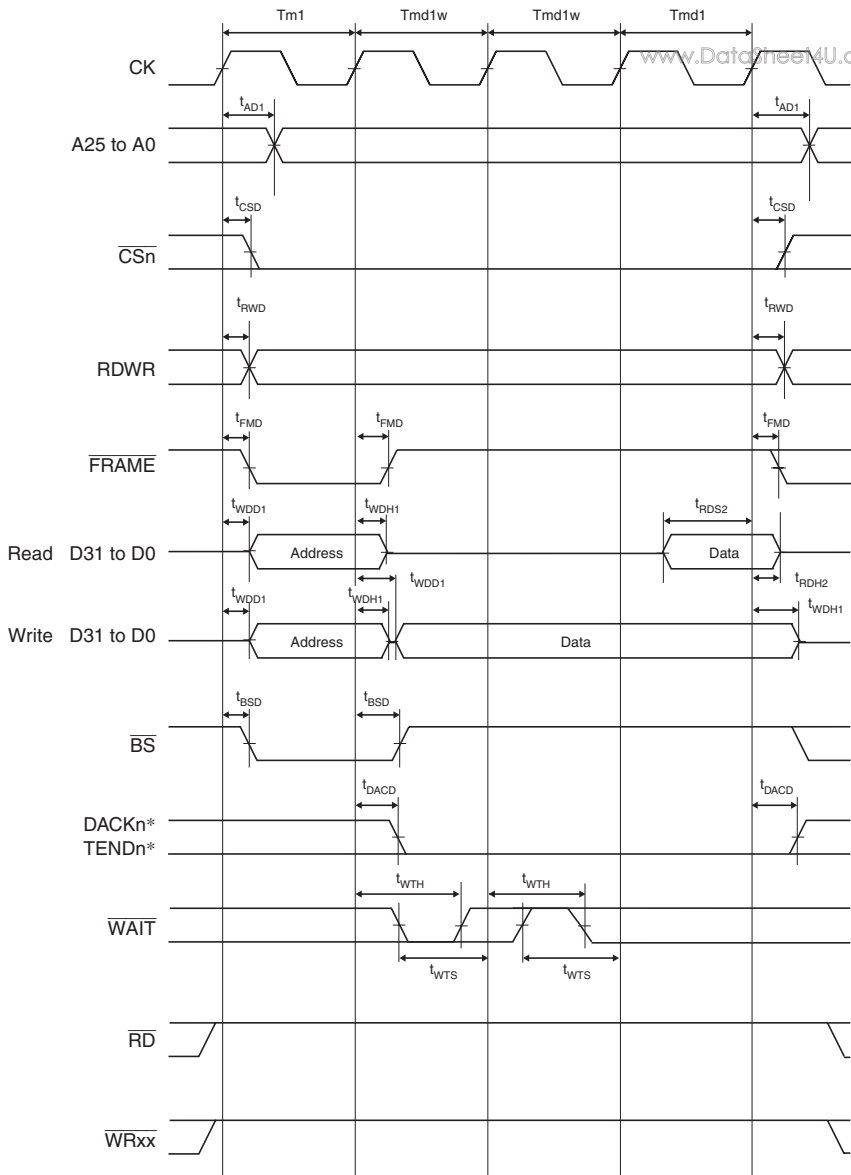 Tm1 Tmd1w Tmd1w Tmd1
www.DataSheet4U.c
CK
tAD1 tAD1
A25 to A0
tCSD tCSD
CSn
tRWD tRWD
RDWR
tFMD tFMD tFMD
FRAME
tWDD1 tWDH1 tRDS2
Read D31 to D0 Address Data
tWDD1 tRDH2
tWDD1 tWDH1 tWDH1
Write D31 to D0 Address Data
tBSD tBSD
BS
tDACD tDACD
DACKn*
TENDn*
tWTH tWTH
WAIT
tWTS tWTS
RD
WRxx